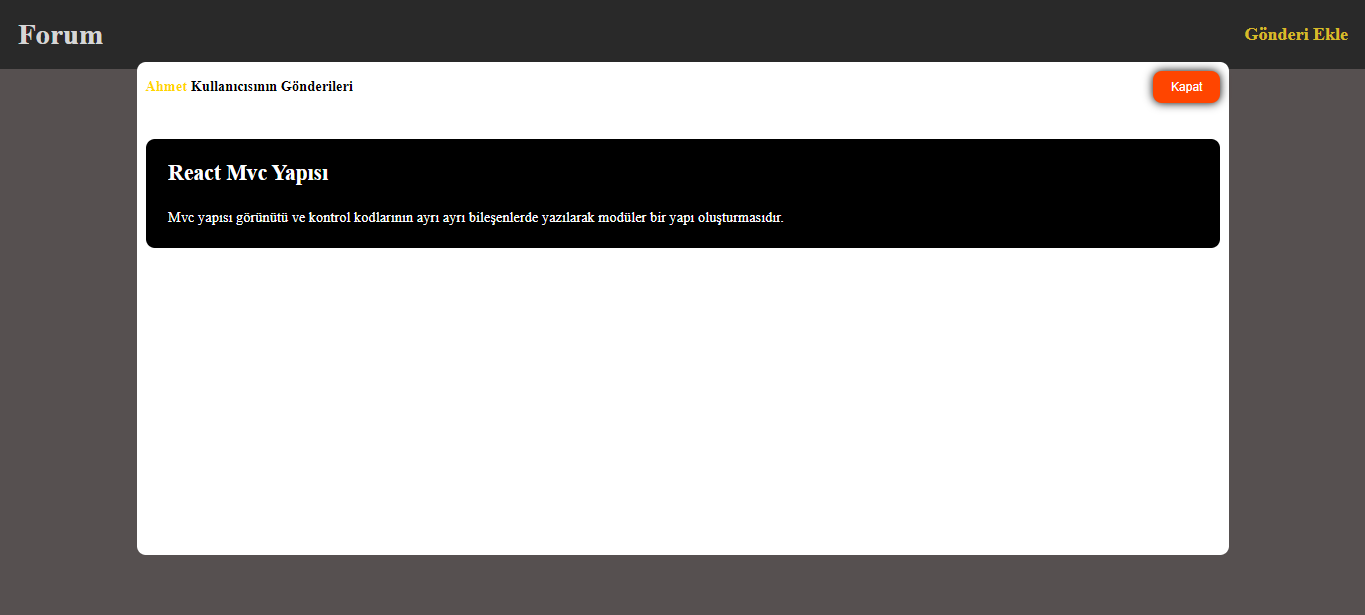 Forum
Gönderi Ekle
Ahmet Kullanıcısının Gönderileri
Kapat
React Mvc Yapısı
Mvc yapısı görünütü ve kontrol kodlarının ayrı ayrı bileşenlerde yazılarak modüler bir yapı oluşturmasıdır.